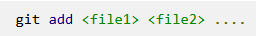 git add <file1> <file2> ....